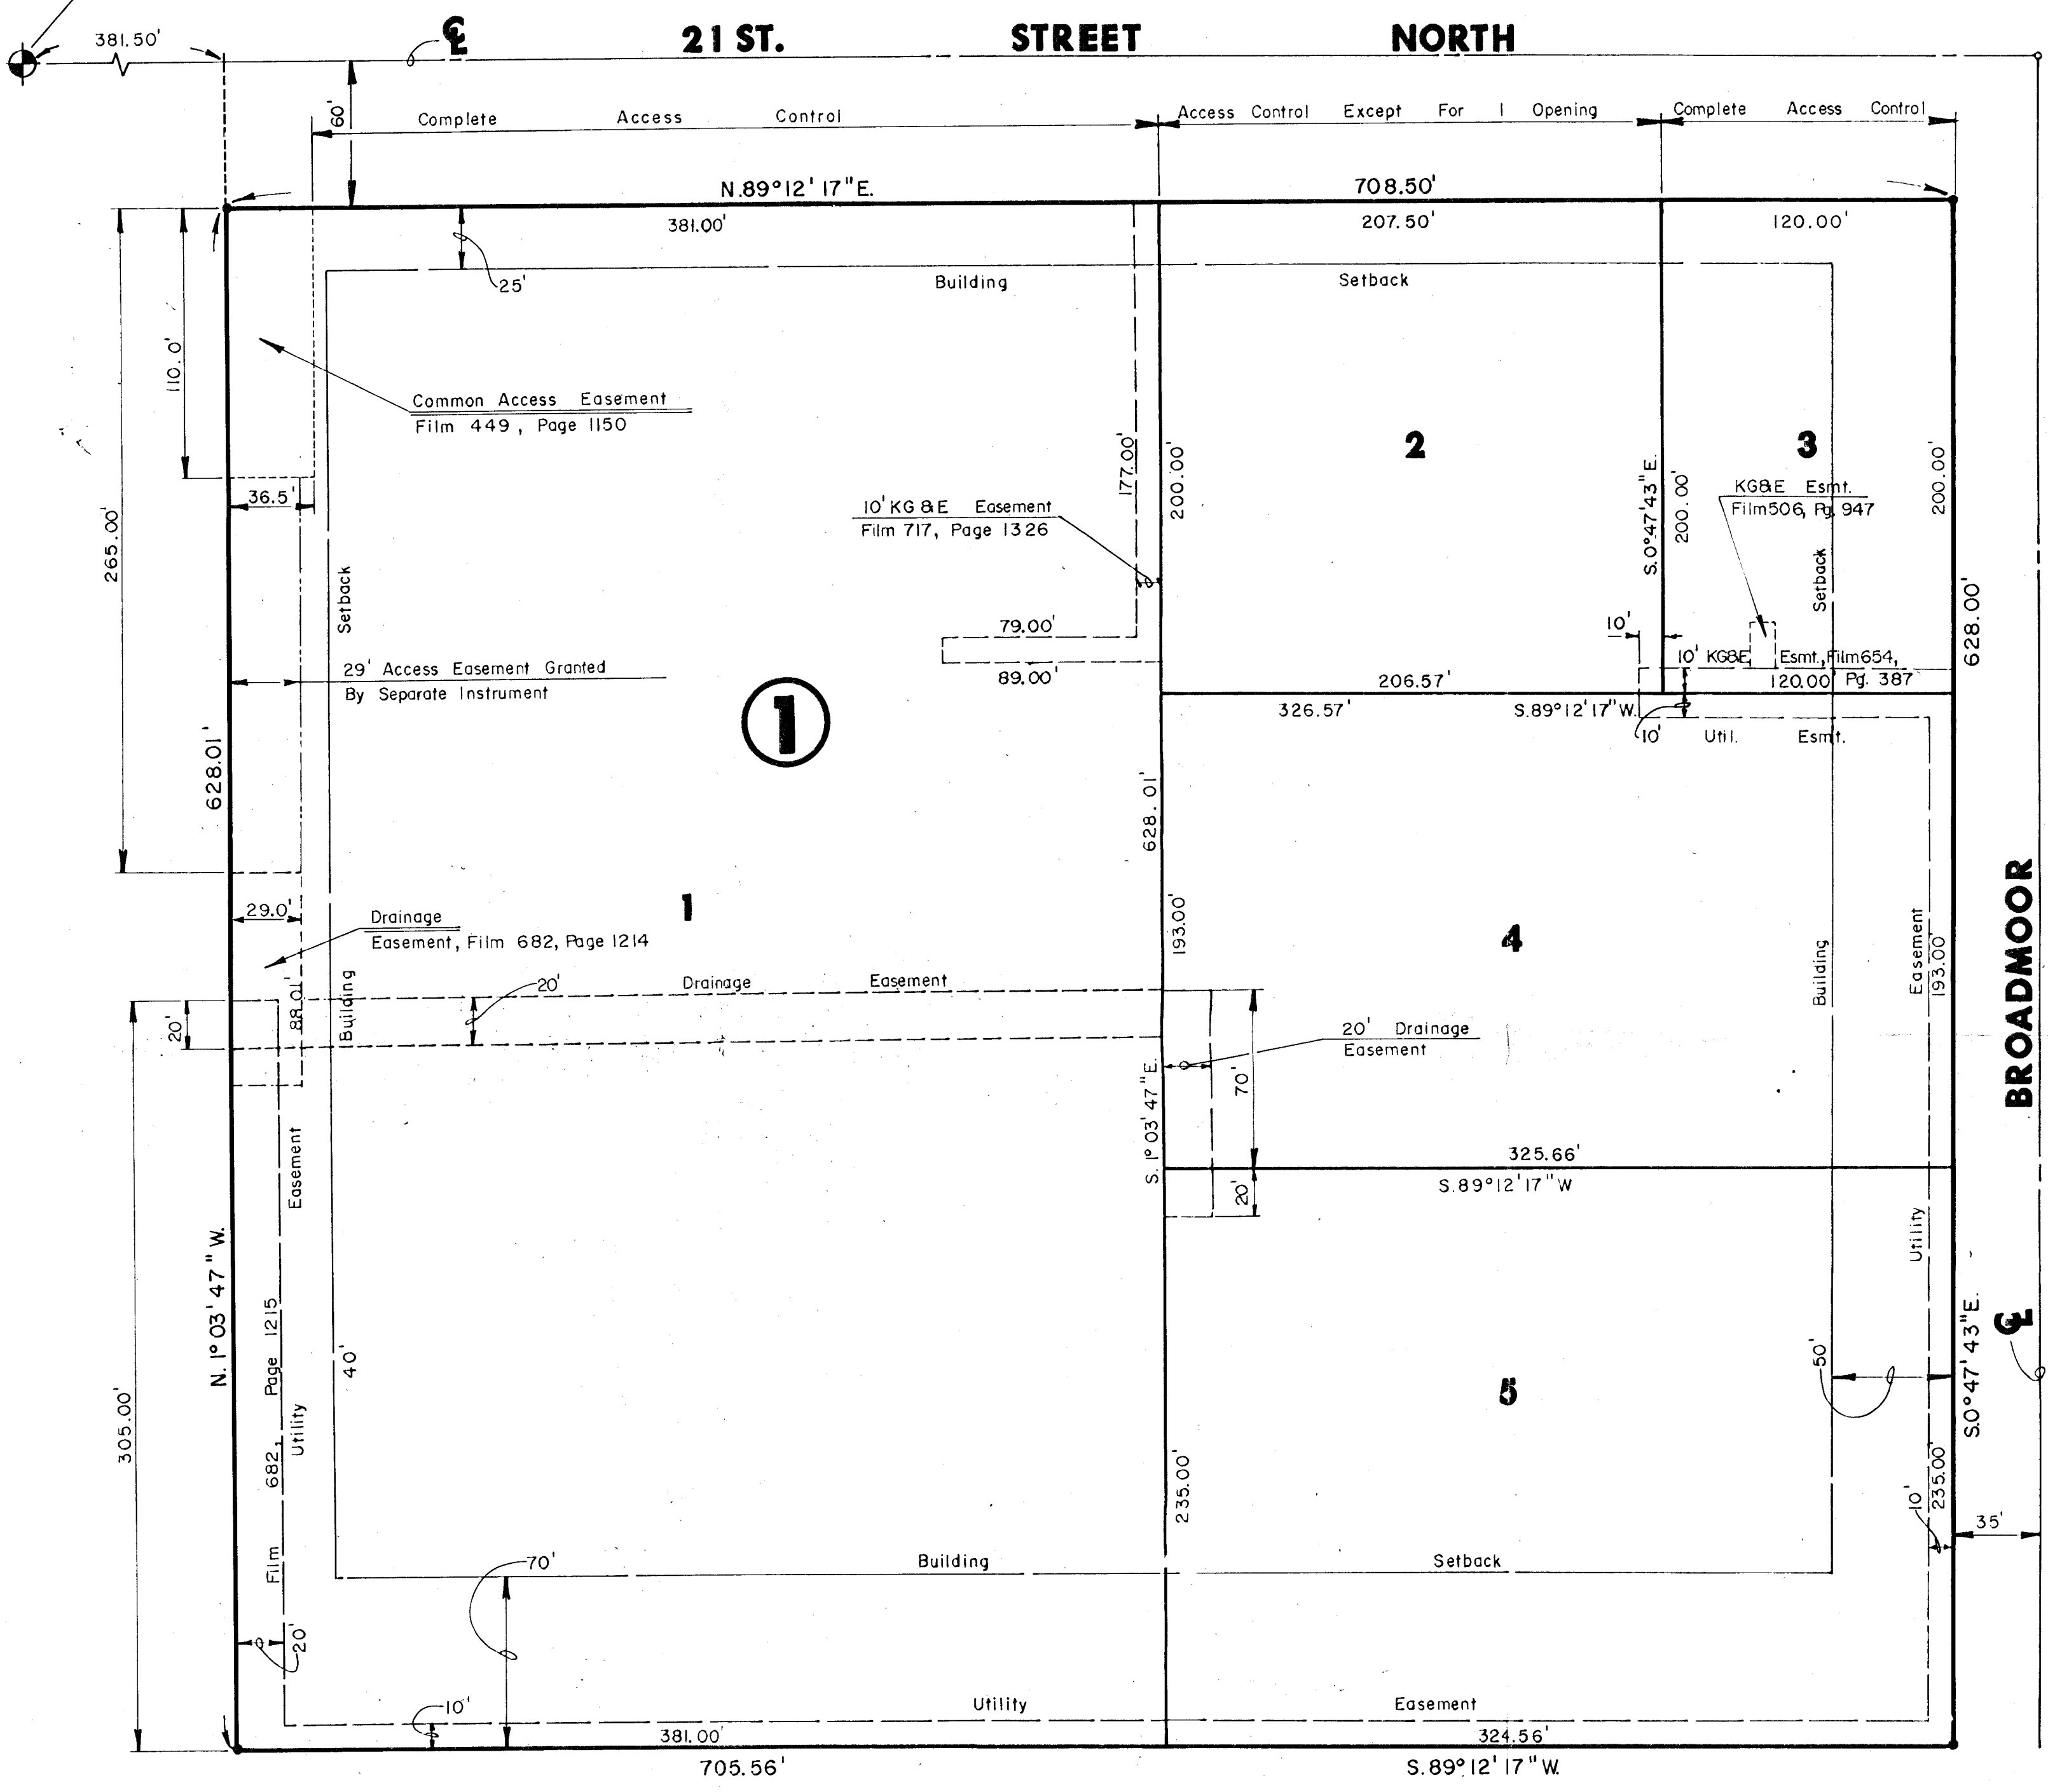 381.50'
℄ 21 ST. STREET NORTH
60'
Complete Access Control
Access Control Except For 1 Opening
Complete Access Control
N.89°12'17"E.
708.50'
381.00'
207.50'
120.00'
25'
Building Setback
110.0'
265.00'
Common Access Easement
Film 449, Page 1150
36.5'
177.00'
200.00'
2
3
S.0°47'43"E.
200.00'
200.00'
KG&E Esmt.
Film 506, Pg. 947
10' KG&E Easement
Film 717, Page 1326
Setback
Setback
628.00'
79.00'
89.00'
10'
10' KG&E Esmt., Film 654,
120.00' Pg. 387
206.57'
326.57'
S.89°12'17"W.
10' Util. Esmt.
29' Access Easement Granted
By Separate Instrument
1
628.01'
628.01'
29.0'
1
193.00'
4
Building
Easement
193.00'
BROADMOOR
Drainage
Easement, Film 682, Page 1214
88.01'
Building
20' Drainage Easement
20'
20' Drainage
Easement
70'
S.1°03'47"E.
325.66'
S.89°12'17"W
20'
Easement
Utility
N.1°03'47"W.
305.00'
Film 682, Page 1215
Utility
40'
5
50'
S.0°47'43"E.
℄
235.00'
235.00'
10'
35'
70'
Building Setback
20'
10'
Utility Easement
381.00'
324.56'
705.56'
S.89°12'17"W.